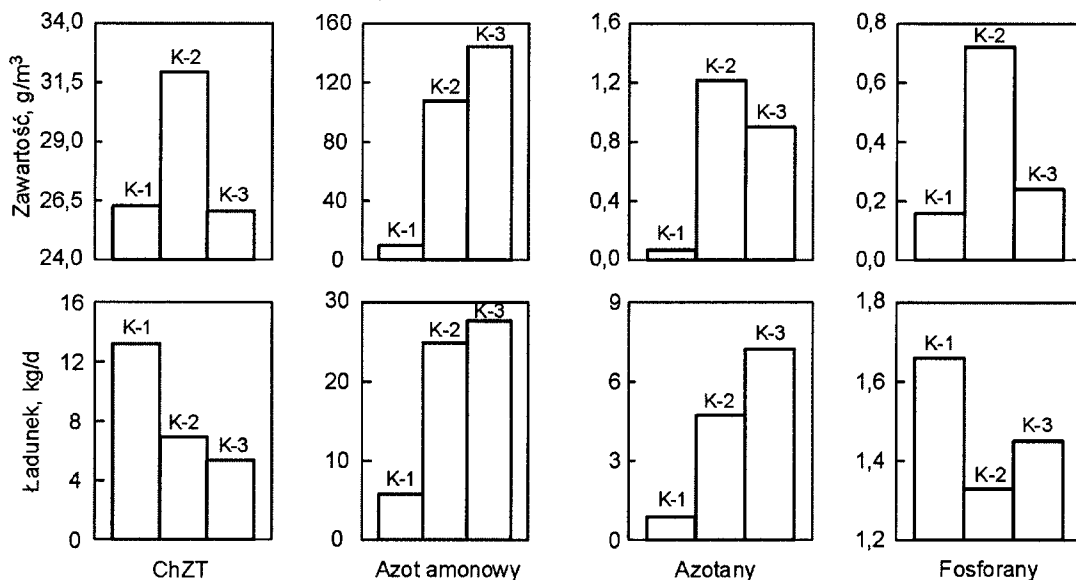 Zawartość, g/m³
34,0
31,5
29,0
26,5
24,0
K-1
K-2
K-3
160
120
80
40
0
K-1
K-2
K-3
1,6
1,2
0,8
0,4
0,0
K-1
K-2
K-3
0,8
0,6
0,4
0,2
0,0
K-1
K-2
K-3
Ładunek, kg/d
16
12
8
4
0
K-1
K-2
K-3
ChZT
30
20
10
0
K-1
K-2
K-3
Azot amonowy
9
6
3
0
K-1
K-2
K-3
Azotany
1,8
1,6
1,4
1,2
K-1
K-2
K-3
Fosforany